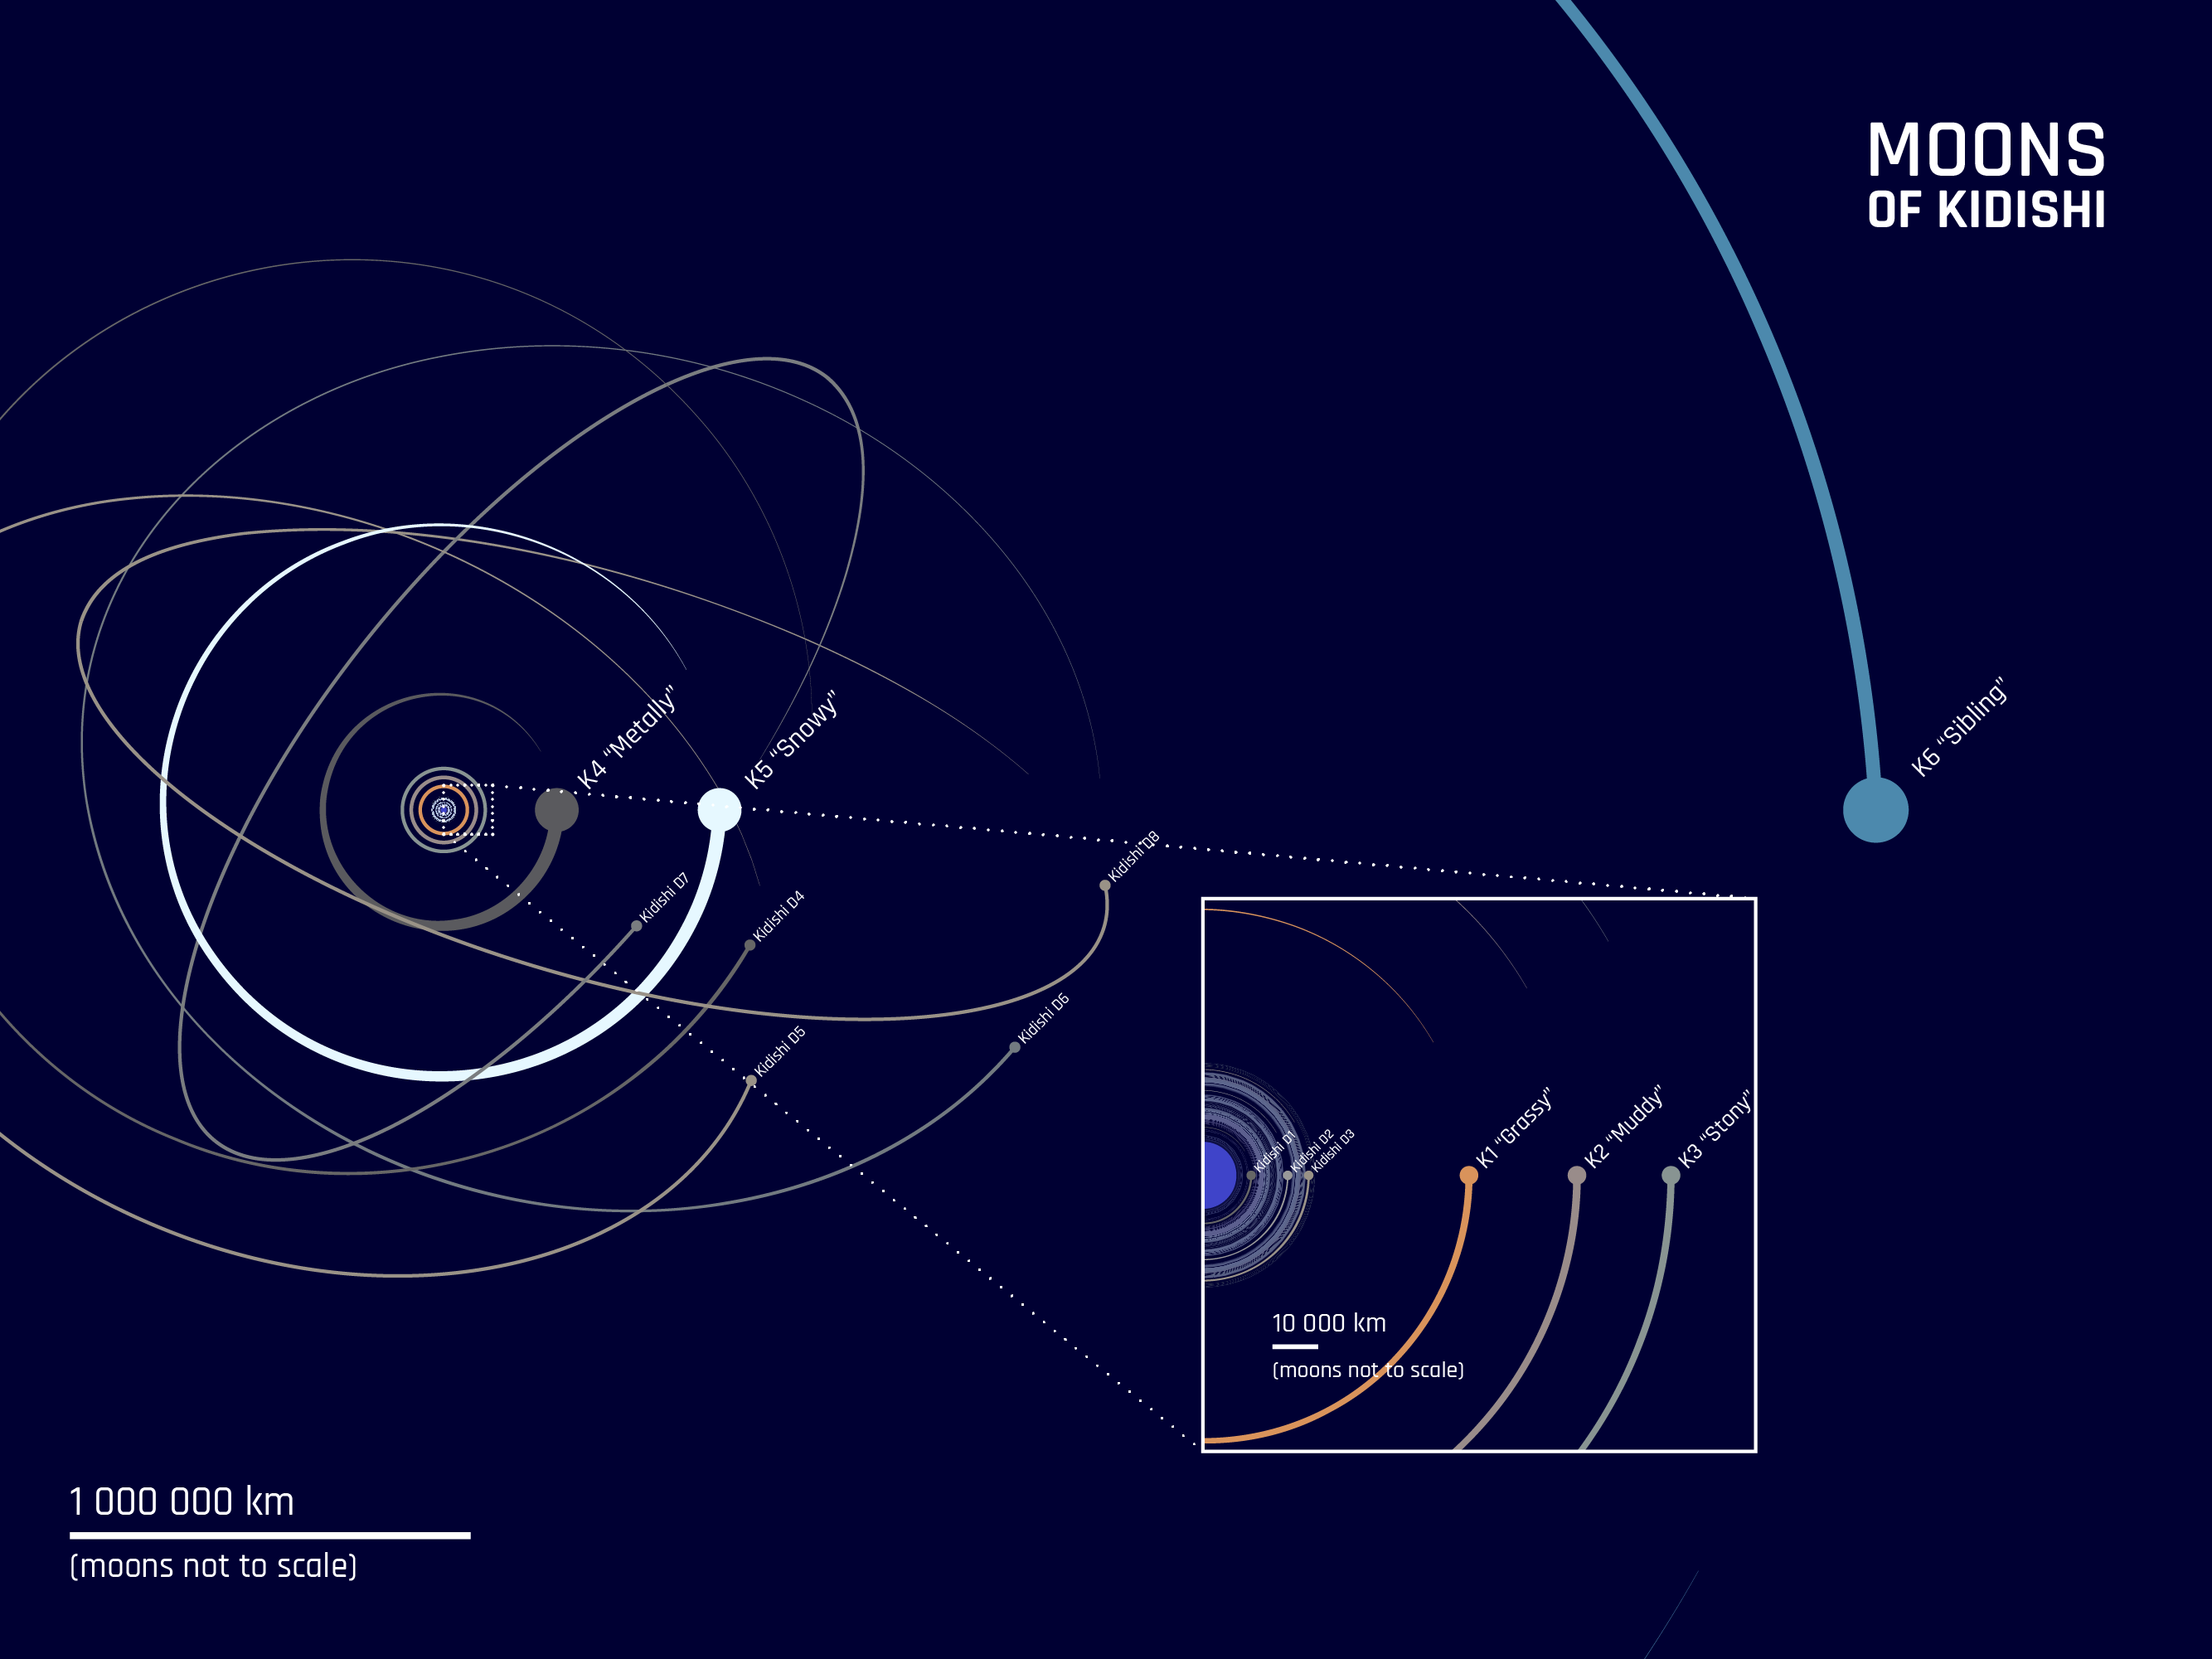 MOONS
OF KIDISHI
K4 “Metally”
K5 “Snowy”
K6 “Sibling”
Kidishi D7
Kidishi D4
Kidishi D8
Kidishi D6
Kidishi D5
Kidishi D1
Kidishi D2
Kidishi D3
K1 “Grassy”
K2 “Muddy”
K3 “Stony”
10 000 km
(moons not to scale)
1 000 000 km
(moons not to scale)